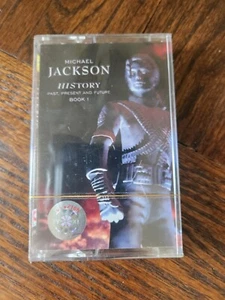 MICHAEL
JACKSON
HISTORY
PAST, PRESENT AND FUTURE
BOOK I